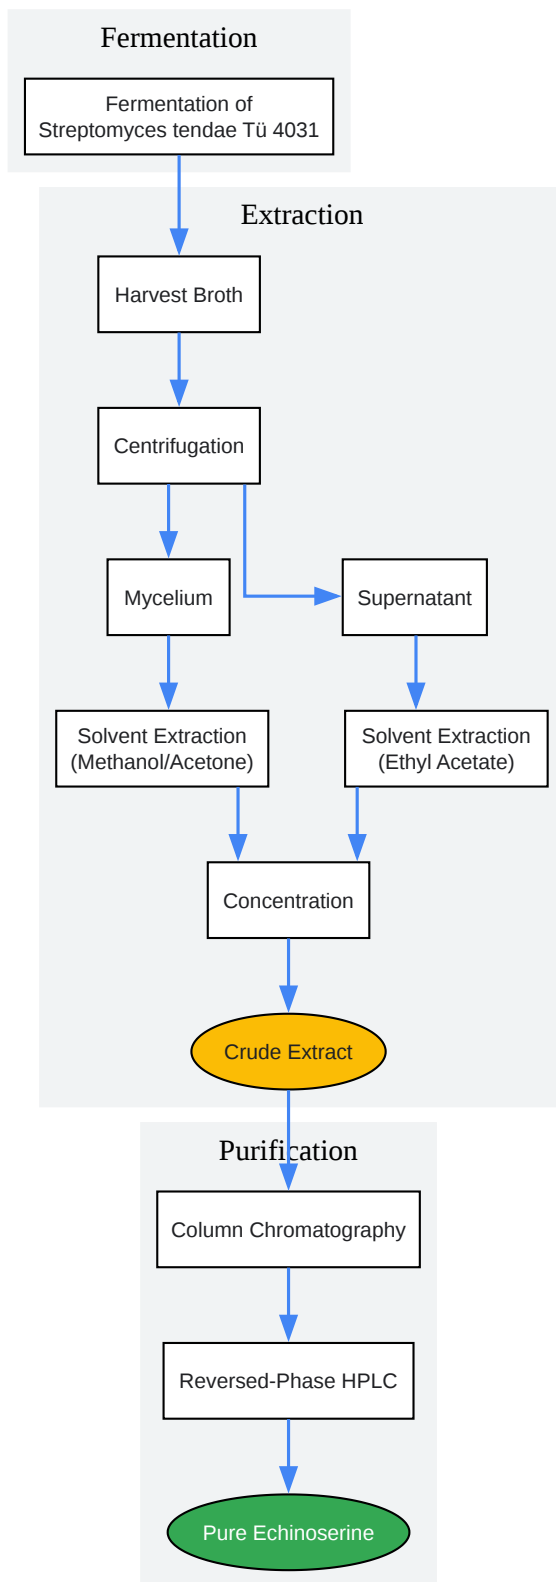 Fermentation
Fermentation of
Streptomyces tendae Tü 4031
Extraction
Harvest Broth
Centrifugation
Mycelium
Supernatant
Solvent Extraction
(Methanol/Acetone)
Solvent Extraction
(Ethyl Acetate)
Concentration
Crude Extract
Purification
Column Chromatography
Reversed-Phase HPLC
Pure Echinoserine